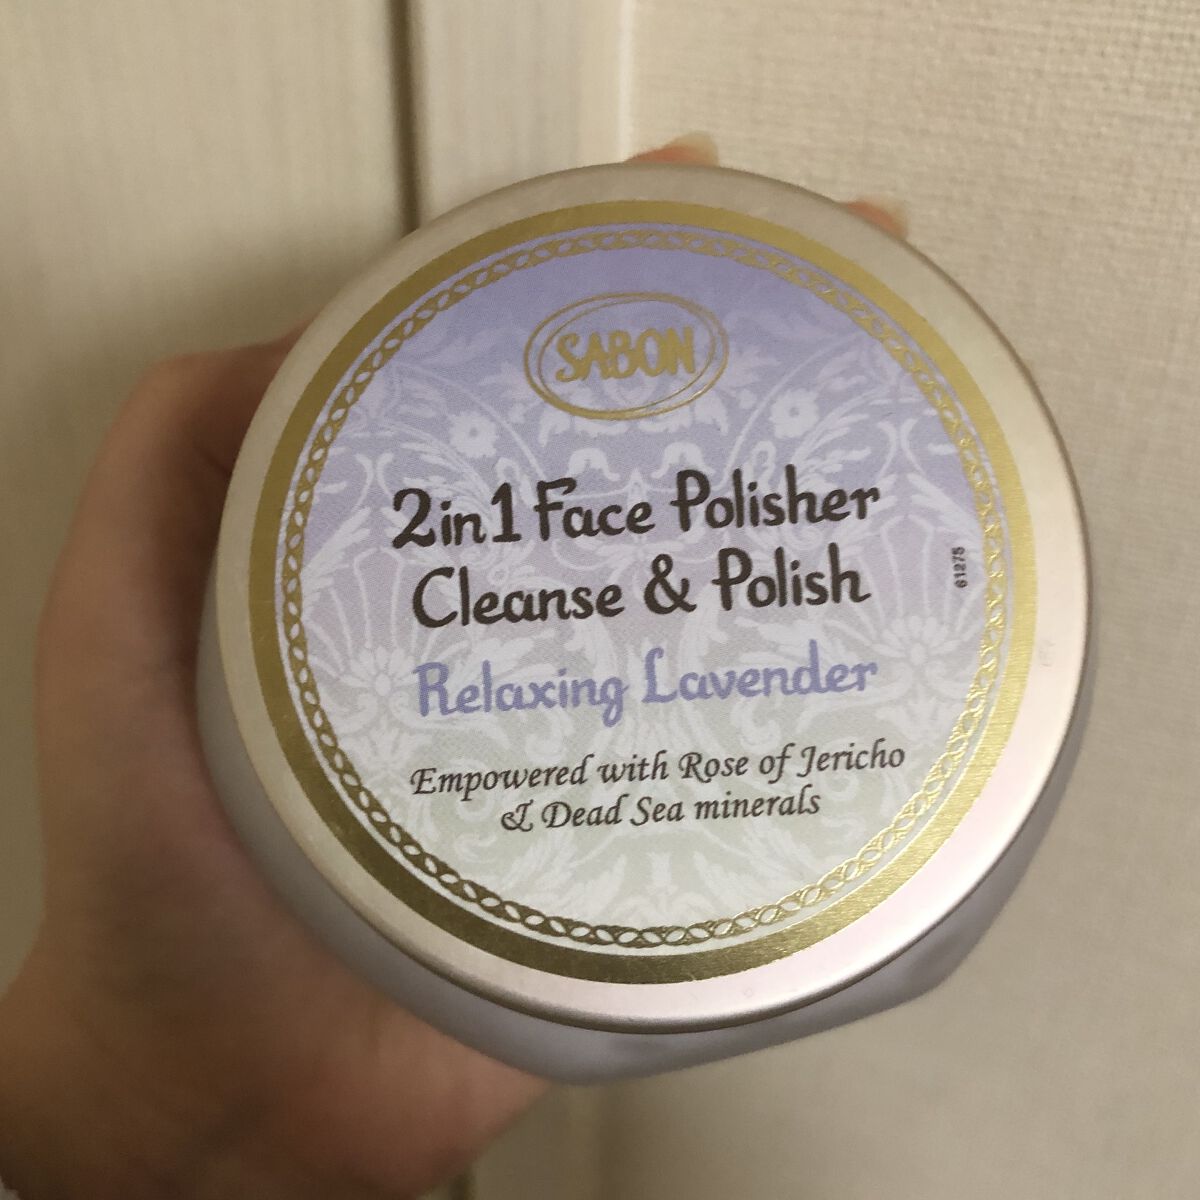 SABON
2in1 Face Polisher
Cleanse & Polish
Relaxing Lavender
Empowered with Rose of Jericho
& Dead Sea minerals
61275